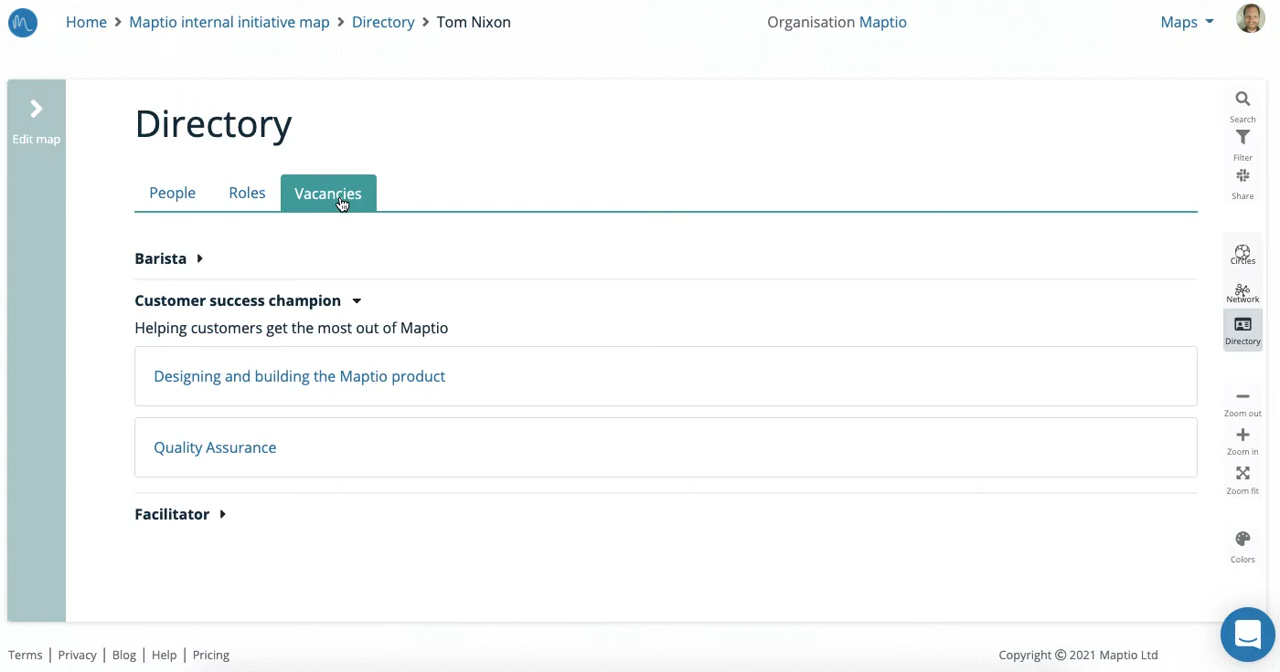 Home > Maptio internal initiative map > Directory > Tom Nixon
Organisation Maptio
Maps
Edit map
Directory
People
Roles
Vacancies
Barista
Customer success champion
Helping customers get the most out of Maptio
Designing and building the Maptio product
Quality Assurance
Facilitator
Search
Filter
Share
Circles
Network
Directory
Zoom out
Zoom in
Zoom fit
Colors
Terms | Privacy | Blog | Help | Pricing
Copyright © 2021 Maptio Ltd